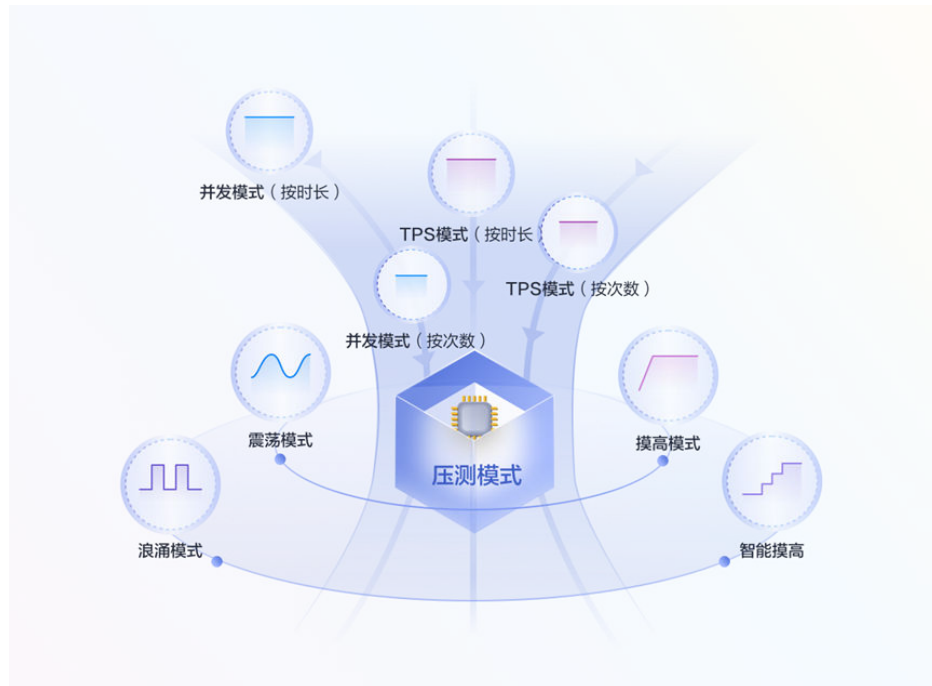 并发模式（按时长）
TPS模式（按时长
TPS模式（按次数）
并发模式（按次数）
震荡模式
摸高模式
压测模式
浪涌模式
智能摸高